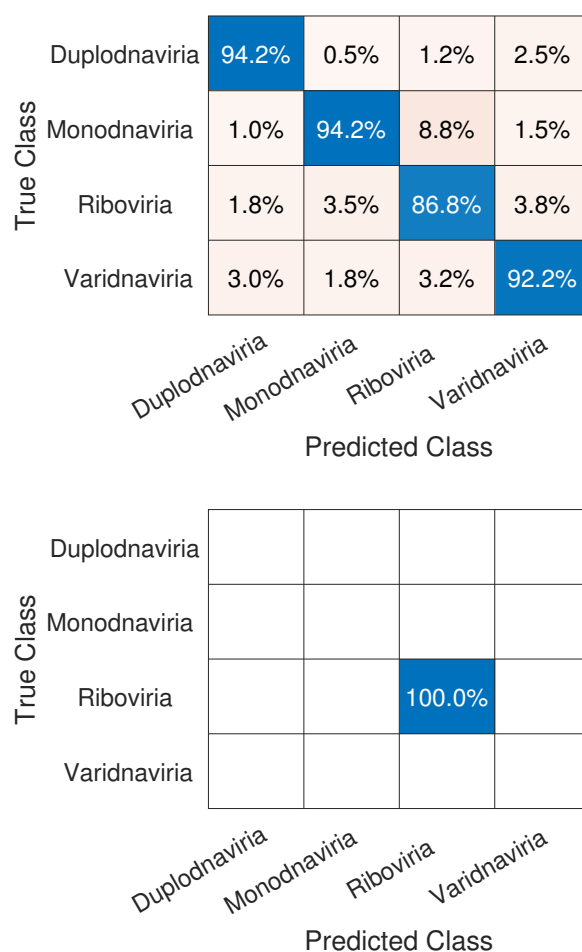 Duplodnaviria 94.2% 0.5% 1.2% 2.5%
Monodnaviria 1.0% 94.2% 8.8% 1.5%
Riboviria 1.8% 3.5% 86.8% 3.8%
Varidnaviria 3.0% 1.8% 3.2% 92.2%
True Class
Duplodnaviria Monodnaviria Riboviria Varidnaviria
Predicted Class
Duplodnaviria
Monodnaviria
Riboviria 100.0%
Varidnaviria
True Class
Duplodnaviria Monodnaviria Riboviria Varidnaviria
Predicted Class